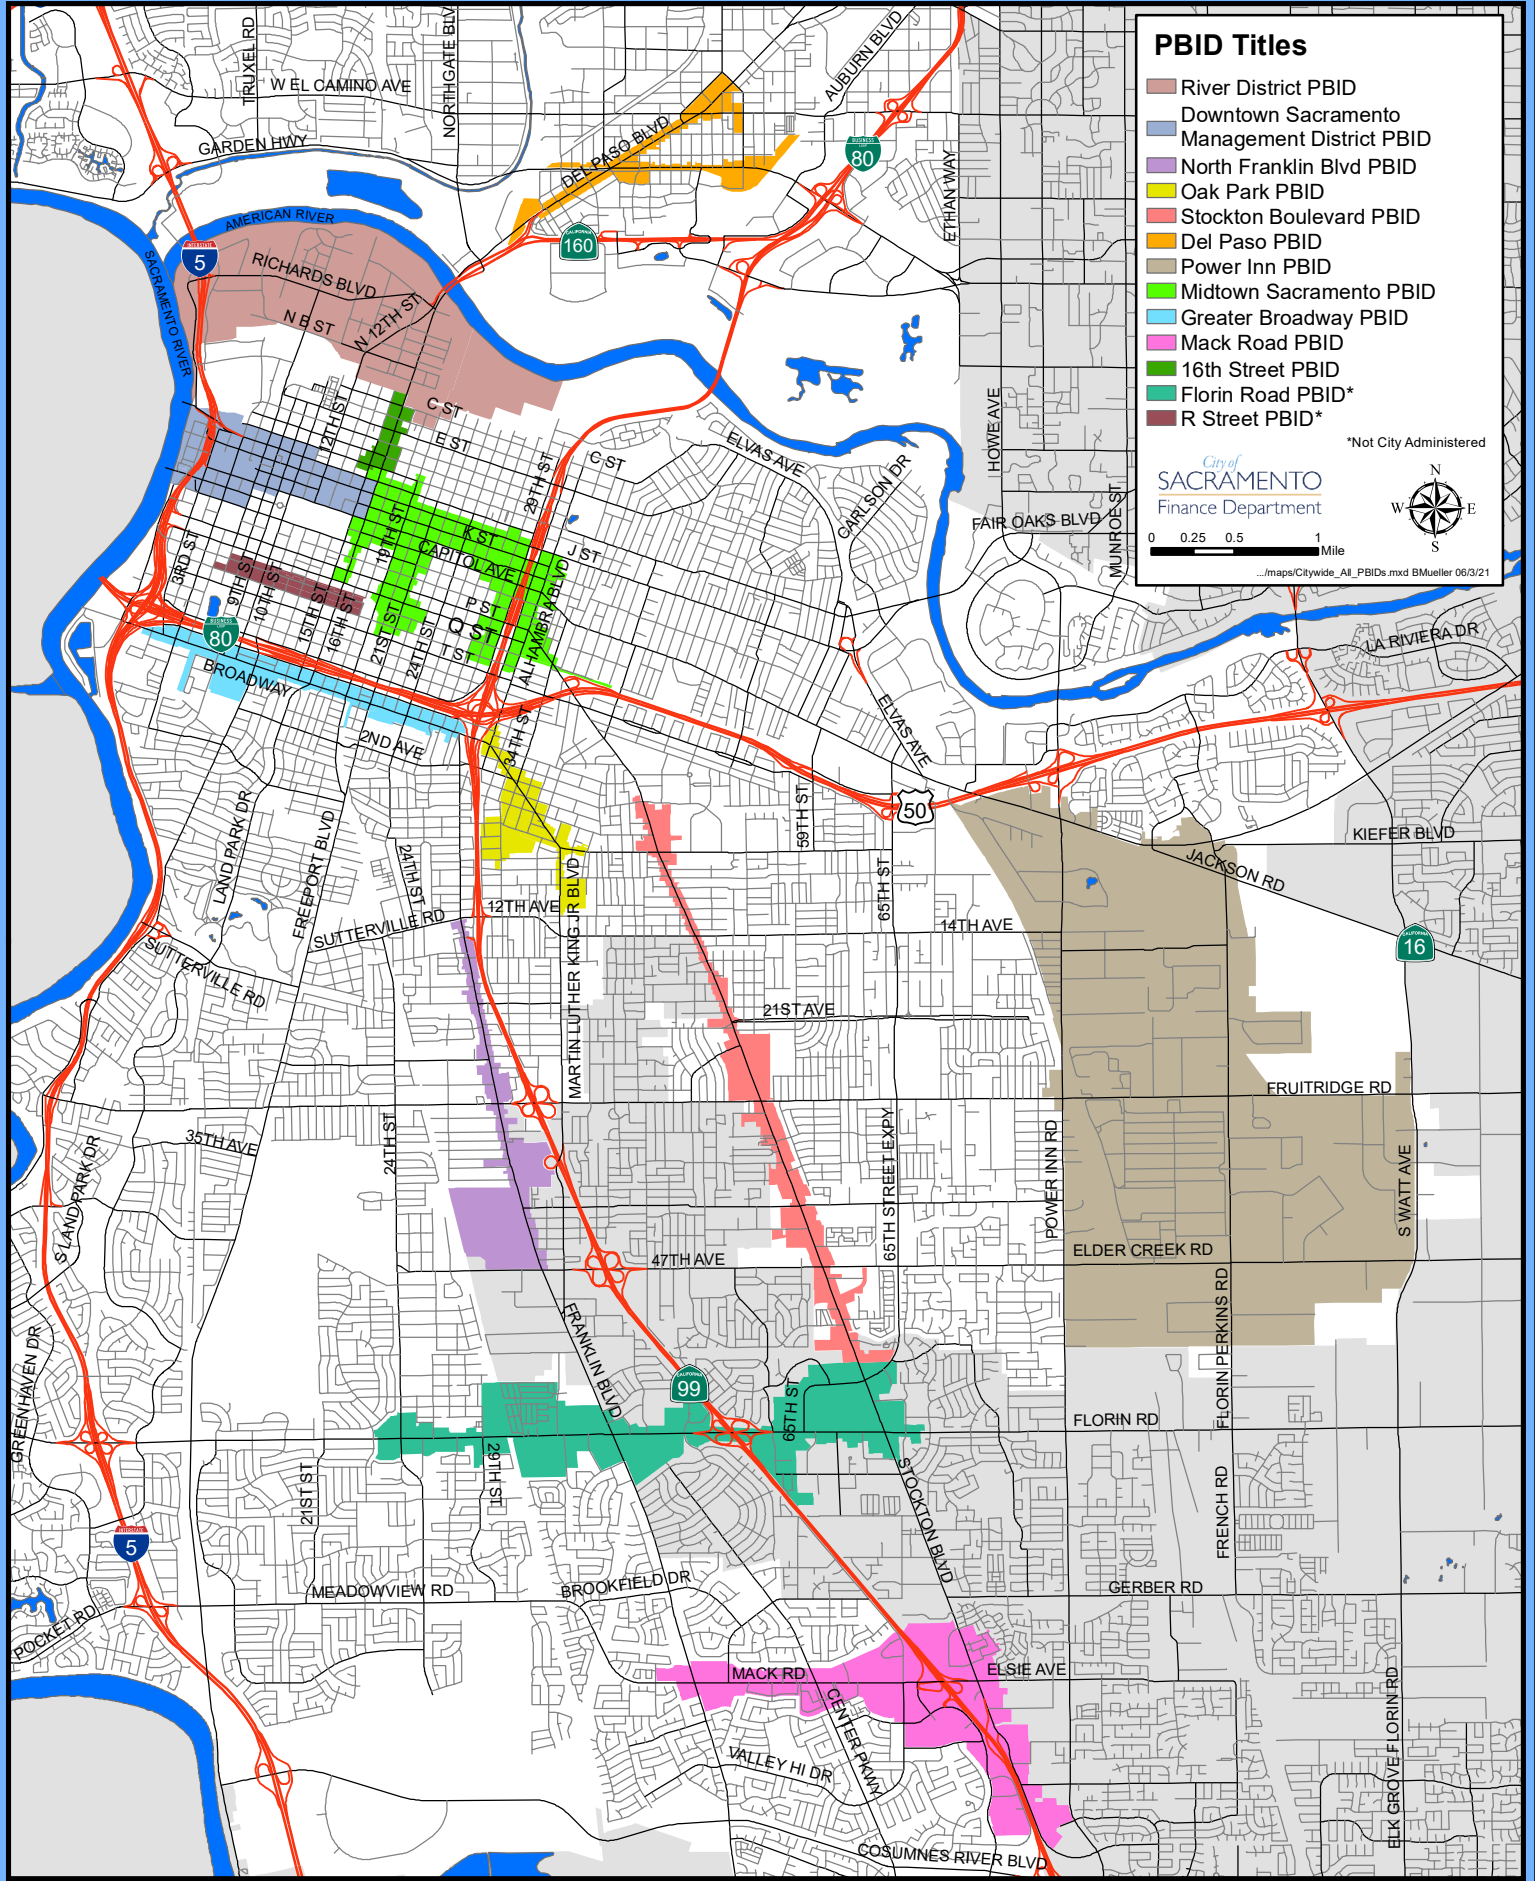 PBID Titles
River District PBID
Downtown Sacramento
Management District PBID
North Franklin Blvd PBID
Oak Park PBID
Stockton Boulevard PBID
Del Paso PBID
Power Inn PBID
Midtown Sacramento PBID
Greater Broadway PBID
Mack Road PBID
16th Street PBID
Florin Road PBID*
R Street PBID*
*Not City Administered
City of
SACRAMENTO
Finance Department
N
W
E
S
0 0.25 0.5 1
Mile
.../maps/Citywide_All_PBIDs.mxd BMueller 06/3/21
TRUXEL RD
W EL CAMINO AVE
NORTHGATE BLV
GARDEN HWY
DEL PASO BLVD
AUBURN BLVD
BUSINESS
LOOP
80
ETHAN WAY
CALIFORNIA
160
AMERICAN RIVER
SACRAMENTO RIVER
INTERSTATE
5
RICHARDS BLVD
N B ST
N 12TH ST
C ST
12TH ST
E ST
C ST
29TH ST
ELVAS AVE
CARLSON DR
HOWE AVE
FAIR OAKS BLVD
MUNROE ST
K ST
J ST
19TH ST
CAPITOL AVE
3RD ST
9TH ST
10TH ST
15TH ST
16TH ST
21ST ST
24TH ST
P ST
Q ST
T ST
ALHAMBRA BLVD
BUSINESS
LOOP
80
BROADWAY
2ND AVE
34TH ST
ELVAS AVE
LA RIVIERA DR
50
59TH ST
65TH ST
KIEFER BLVD
JACKSON RD
CALIFORNIA
16
LAND PARK DR
FREEPORT BLVD
24TH ST
SUTTERVILLE RD
SUTTERVILLE RD
12TH AVE
14TH AVE
MARTIN LUTHER KING JR BLVD
21ST AVE
FRUITRIDGE RD
35TH AVE
24TH ST
S LAND PARK DR
65TH STREET EXPY
POWER INN RD
S WATT AVE
ELDER CREEK RD
47TH AVE
FRANKLIN BLVD
GREENHAVEN DR
CALIFORNIA
99
65TH ST
FLORIN RD
FLORIN PERKINS RD
21ST ST
29TH ST
STOCKTON BLVD
FRENCH RD
INTERSTATE
5
MEADOWVIEW RD
BROOKFIELD DR
GERBER RD
POCKET RD
MACK RD
ELSIE AVE
CENTER PKWY
VALLEY HI DR
ELK GROVE FLORIN RD
COSUMNES RIVER BLVD